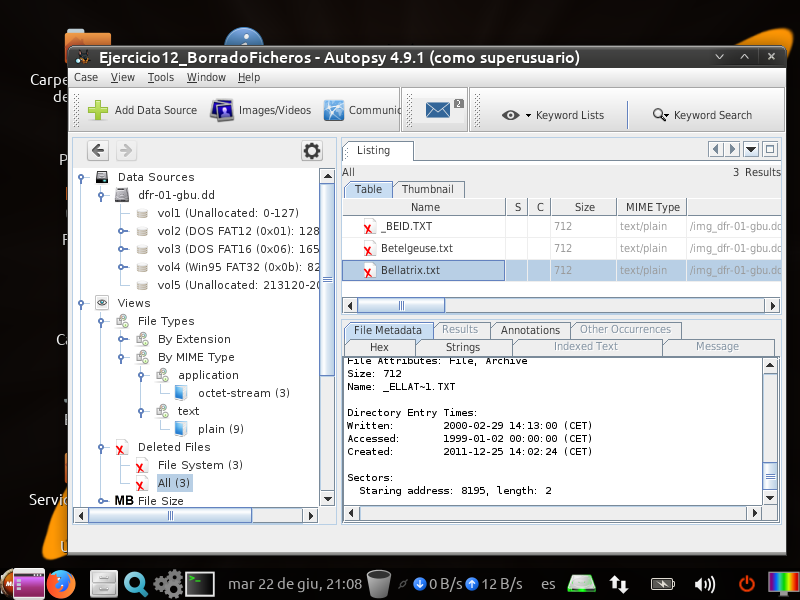 Carpe
de
Ejercicio12_BorradoFicheros - Autopsy 4.9.1 (como superusuario)
Case View Tools Window Help
Add Data Source Images/Videos Communic 2 Keyword Lists Keyword Search
Listing
All 3 Results
Table Thumbnail
Name S C Size MIME Type
_BEID.TXT 712 text/plain /img_dfr-01-gbu.dd
Betelgeuse.txt 712 text/plain /img_dfr-01-gbu.dd
Bellatrix.txt 712 text/plain /img_dfr-01-gbu.dd
Data Sources
dfr-01-gbu.dd
vol1 (Unallocated: 0-127)
vol2 (DOS FAT12 (0x01): 128
vol3 (DOS FAT16 (0x06): 165
vol4 (Win95 FAT32 (0x0b): 82
vol5 (Unallocated: 213120-20
Views
File Types
By Extension
By MIME Type
application
octet-stream (3)
text
plain (9)
Deleted Files
File System (3)
All (3)
MB File Size
File Metadata Results Annotations Other Occurrences
Hex Strings Indexed Text Message
File Attributes: File, Archive
Size: 712
Name: _ELLAT~1.TXT
Directory Entry Times:
Written: 2000-02-29 14:13:00 (CET)
Accessed: 1999-01-02 00:00:00 (CET)
Created: 2011-12-25 14:02:24 (CET)
Sectors:
Staring address: 8195, length: 2
Servic
mar 22 de giu, 21:08 0 B/s 12 B/s es